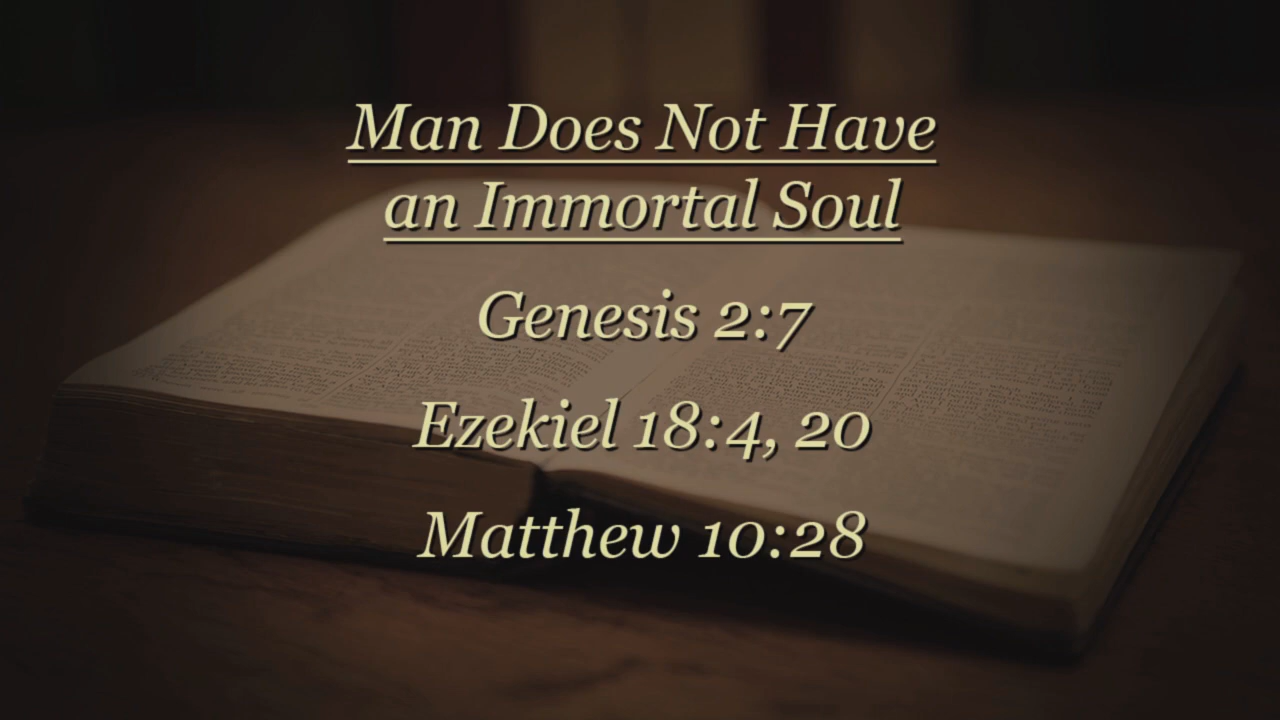 Man Does Not Have
an Immortal Soul
Genesis 2:7
Ezekiel 18:4, 20
Matthew 10:28